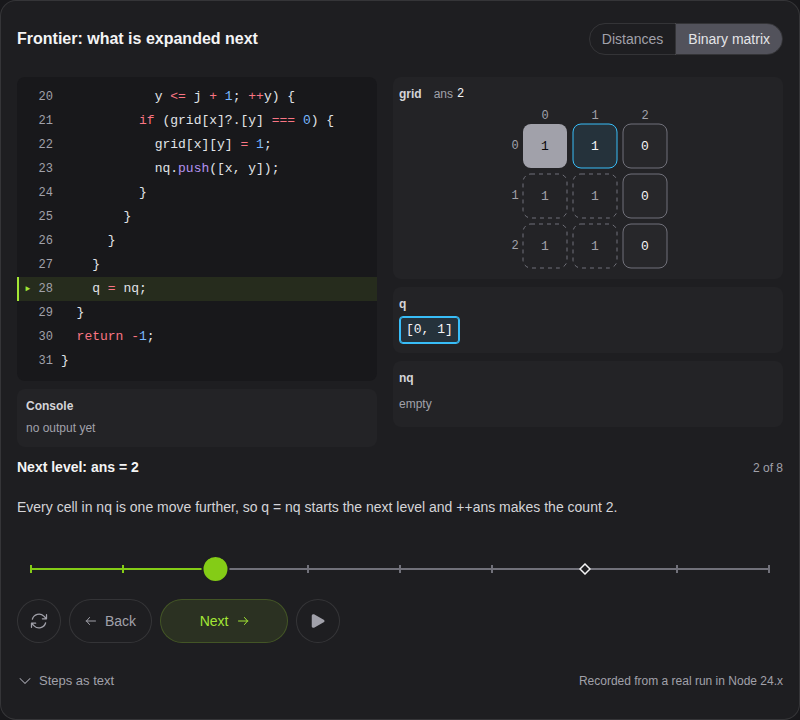 Frontier: what is expanded next
Distances
Binary matrix
20 y <= j + 1; ++y) {
21 if (grid[x]?.[y] === 0) {
22 grid[x][y] = 1;
23 nq.push([x, y]);
24 }
25 }
26 }
27 }
28 q = nq;
29 }
30 return -1;
31 }
Console
no output yet
grid ans 2
0 1 2
0 1 1 0
1 1 1 0
2 1 1 0
q
[0, 1]
nq
empty
Next level: ans = 2
2 of 8
Every cell in nq is one move further, so q = nq starts the next level and ++ans makes the count 2.
Back
Next
Steps as text
Recorded from a real run in Node 24.x